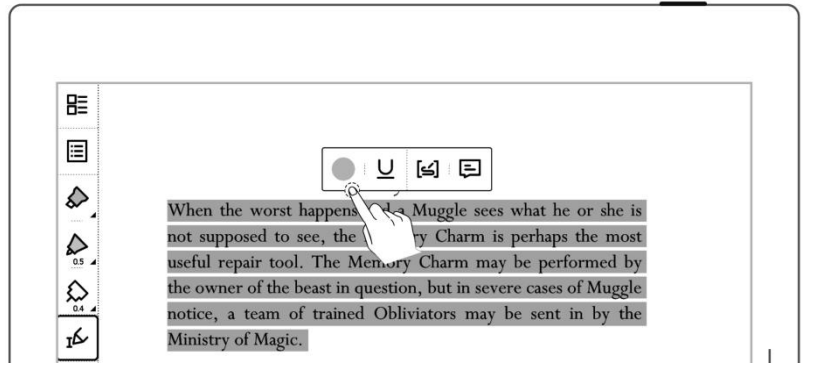 0.5
0.4
When the worst happens a Muggle sees what he or she is
not supposed to see, the Charm is perhaps the most
useful repair tool. The Memory Charm may be performed by
the owner of the beast in question, but in severe cases of Muggle
notice, a team of trained Obliviators may be sent in by the
Ministry of Magic.